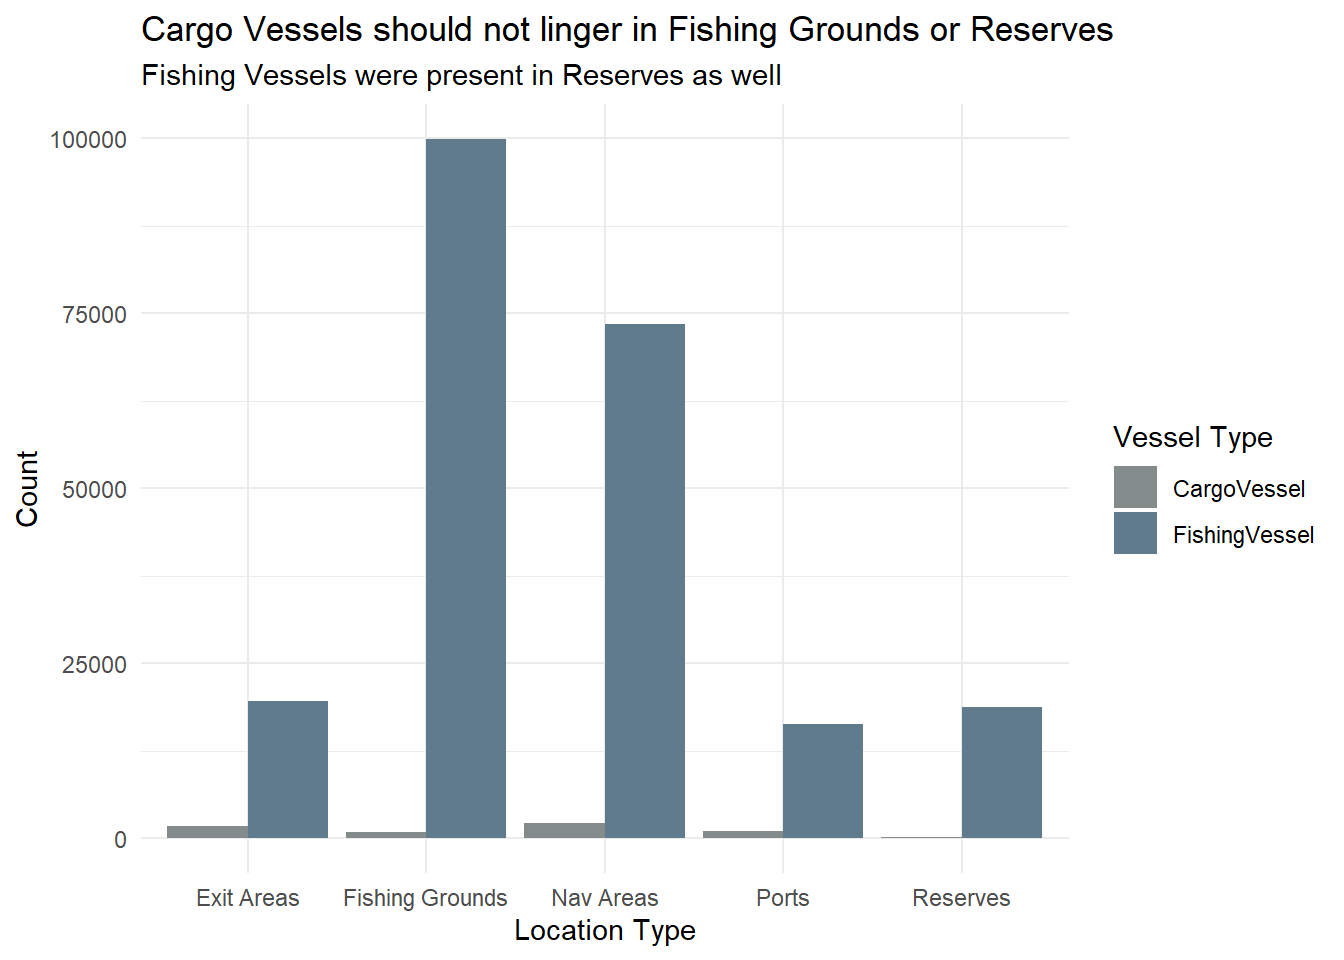 Cargo Vessels should not linger in Fishing Grounds or Reserves
Fishing Vessels were present in Reserves as well
100000
75000
50000
25000
0
Count
Exit Areas
Fishing Grounds
Nav Areas
Ports
Reserves
Location Type
Vessel Type
CargoVessel
FishingVessel